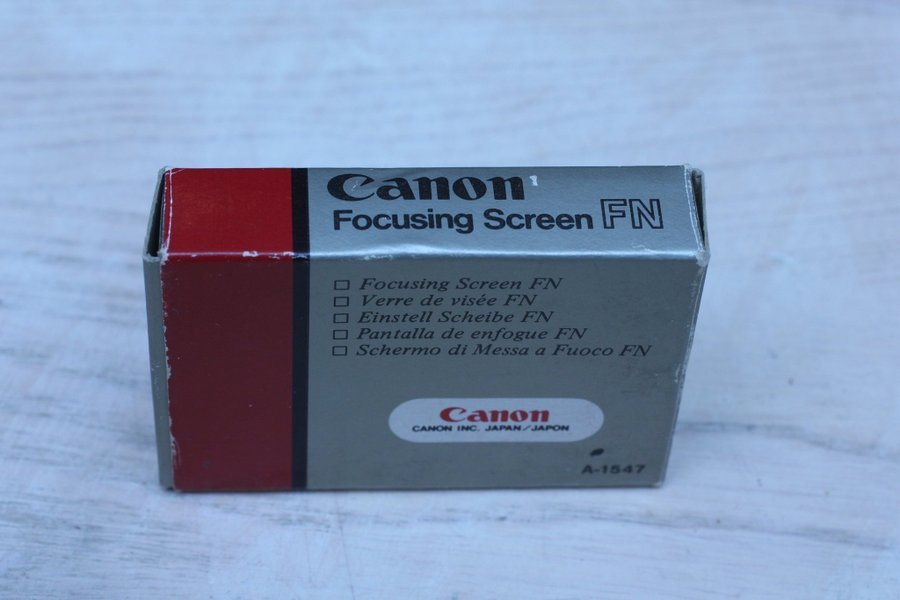 Canon
Focusing Screen FN
□ Focusing Screen FN
□ Verre de visée FN
□ Einstell Scheibe FN
□ Pantalla de enfogue FN
□ Schermo di Messa a Fuoco FN
Canon
CANON INC. JAPAN/JAPON
A-1547